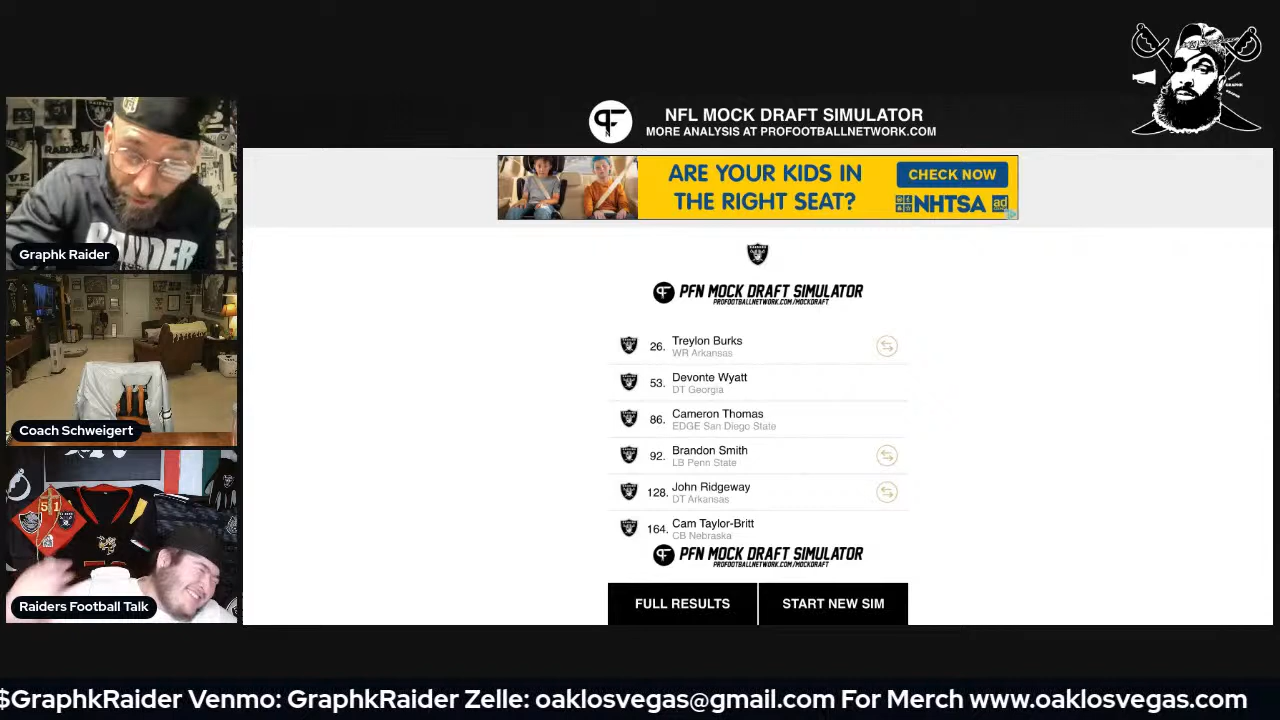 NFL MOCK DRAFT SIMULATOR
MORE ANALYSIS AT PROFOOTBALLNETWORK.COM
ARE YOUR KIDS IN
THE RIGHT SEAT?
CHECK NOW
NHTSA
ad
RAIDERS
RAIDER
Graphk Raider
Coach Schweigert
51
Raiders Football Talk
PFN MOCK DRAFT SIMULATOR
PROFOOTBALLNETWORK.COM/MOCKDRAFT
26. Treylon Burks
WR Arkansas
53. Devonte Wyatt
DT Georgia
86. Cameron Thomas
EDGE San Diego State
92. Brandon Smith
LB Penn State
128. John Ridgeway
DT Arkansas
164. Cam Taylor-Britt
CB Nebraska
PFN MOCK DRAFT SIMULATOR
PROFOOTBALLNETWORK.COM/MOCKDRAFT
FULL RESULTS
START NEW SIM
$GraphkRaider Venmo: GraphkRaider Zelle: oaklosvegas@gmail.com For Merch www.oaklosvegas.com